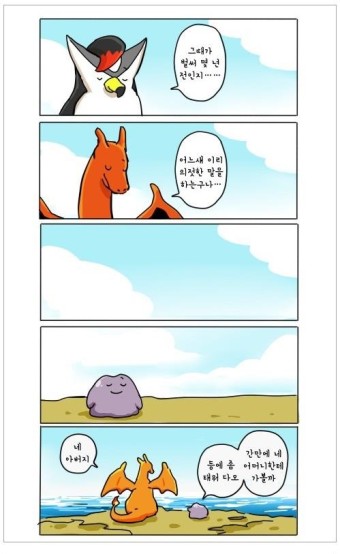 그때가
벌써 몇 년
전인지……
어느새 이리
의젓한 말을
하는구나…
네
아버지
간만에 네
어머니한테
가볼까
등에 좀
태워 다오